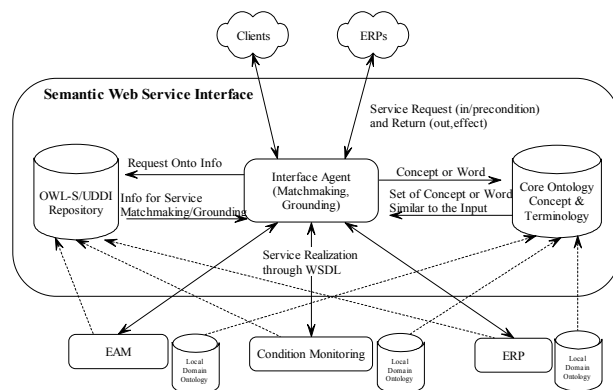 Clients
ERPs
Semantic Web Service Interface
Service Request (in/precondition)
and Return (out,effect)
Request Onto Info
OWL-S/UDDI
Repository
Info for Service
Matchmaking/Grounding
Interface Agent
(Matchmaking,
Grounding)
Concept or Word
Set of Concept or Word
Similar to the Input
Core Ontology
Concept &
Terminology
Service Realization
through WSDL
EAM
Local
Domain
Ontology
Condition Monitoring
Local
Domain
Ontology
ERP
Local
Domain
Ontology